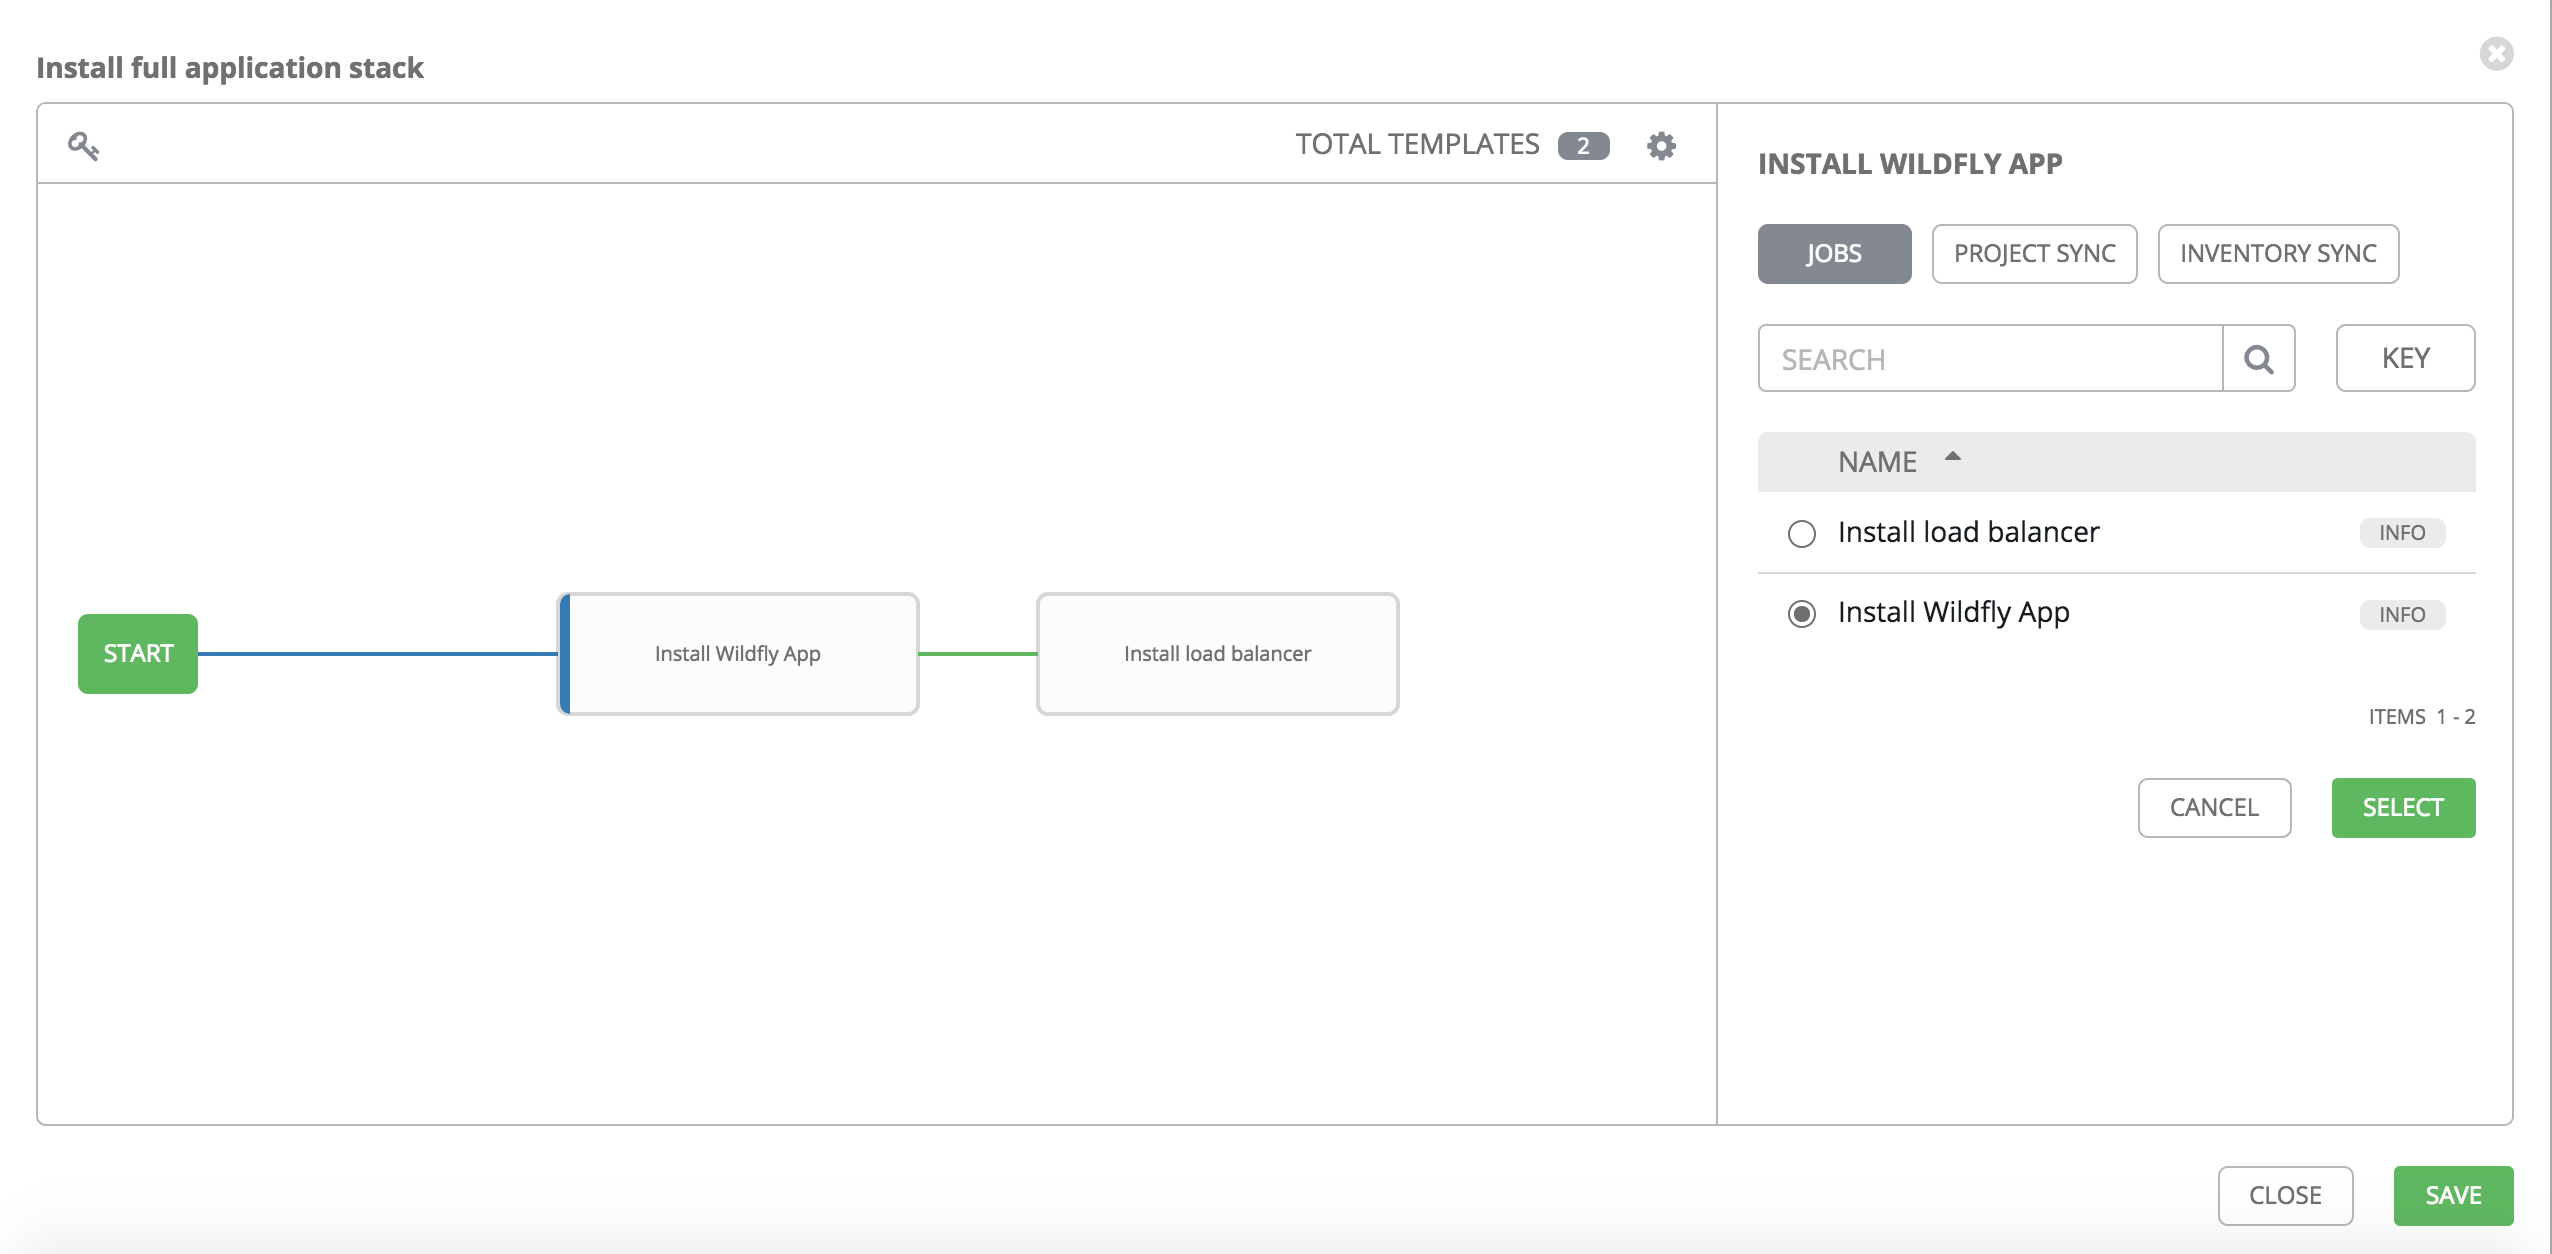 Install full application stack
TOTAL TEMPLATES 2
START
Install Wildfly App
Install load balancer
INSTALL WILDFLY APP
JOBS
PROJECT SYNC
INVENTORY SYNC
SEARCH
KEY
NAME
Install load balancer INFO
Install Wildfly App INFO
ITEMS 1 - 2
CANCEL
SELECT
CLOSE
SAVE